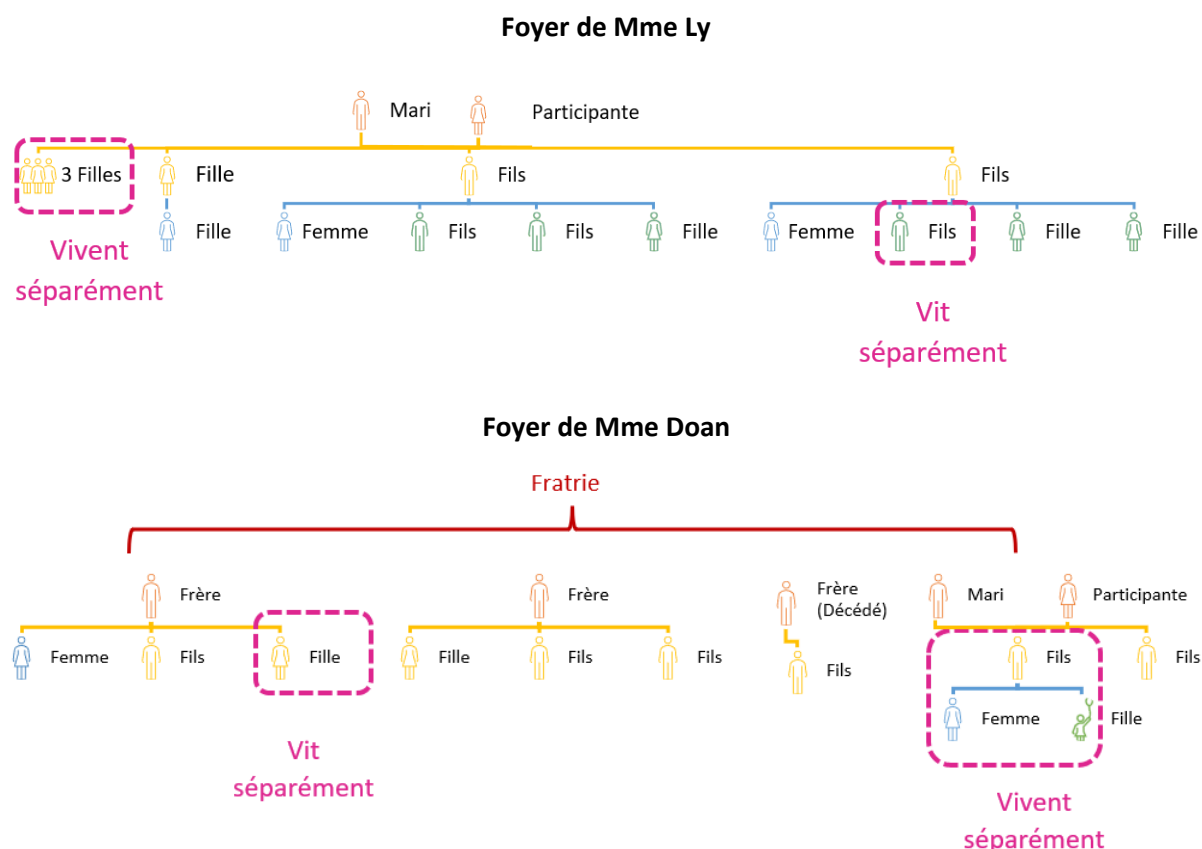 Foyer de Mme Ly
Mari
Participante
3 Filles
Fille
Fils
Fils
Fille
Femme
Fils
Fils
Fille
Femme
Fils
Fille
Fille
Vivent
séparément
Vit
séparément
Foyer de Mme Doan
Fratrie
Frère
Frère
Frère
(Décédé)
Mari
Participante
Femme
Fils
Fille
Fille
Fils
Fils
Fils
Fils
Fils
Femme
Fille
Vit
séparément
Vivent
séparément